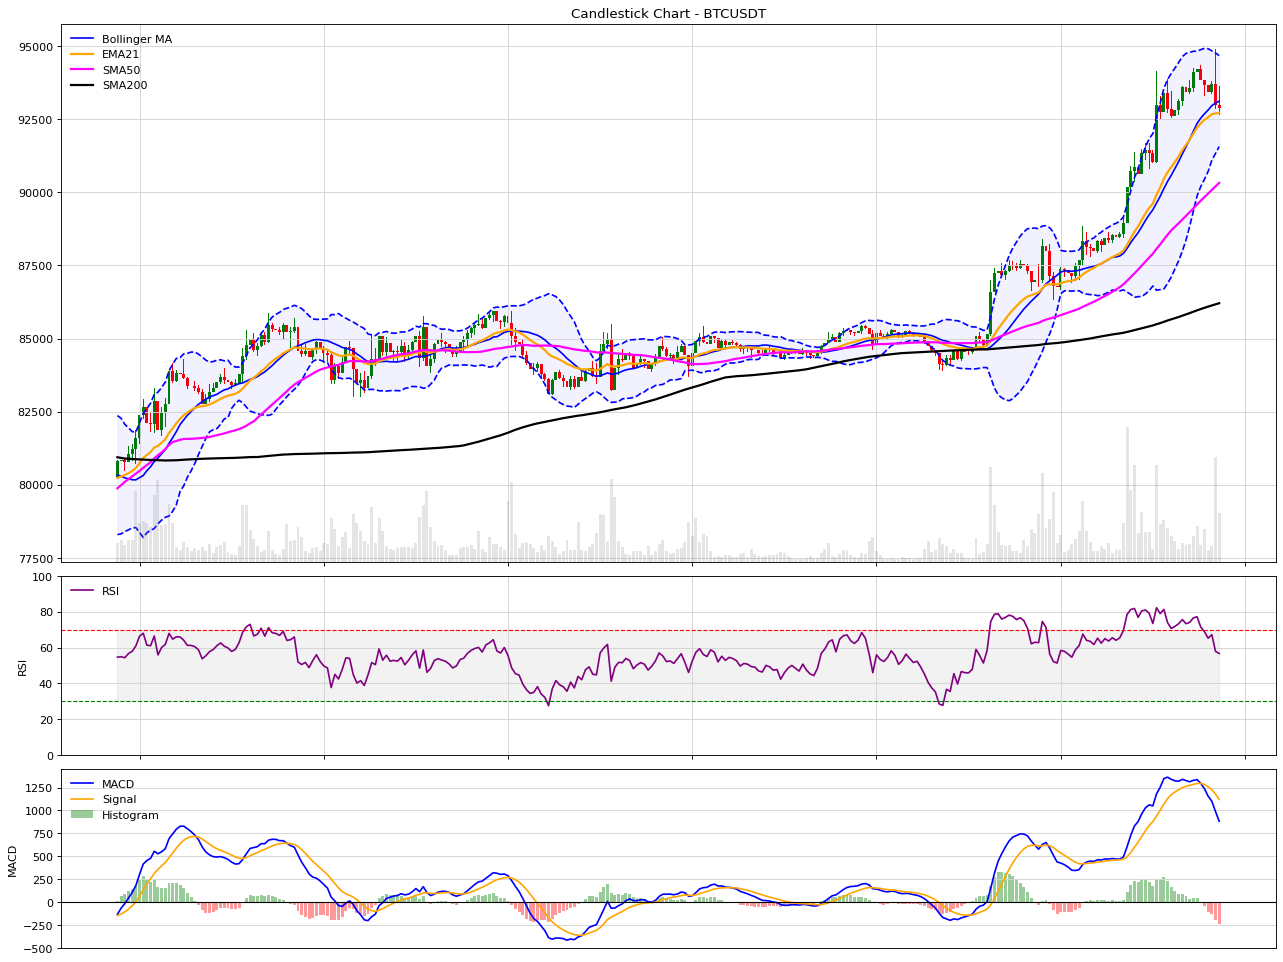 Candlestick Chart - BTCUSDT
Bollinger MA
EMA21
SMA50
SMA200
95000
92500
90000
87500
85000
82500
80000
77500
RSI
100
80
60
40
20
0
RSI
MACD
Signal
Histogram
1250
1000
750
500
250
0
−250
−500
MACD